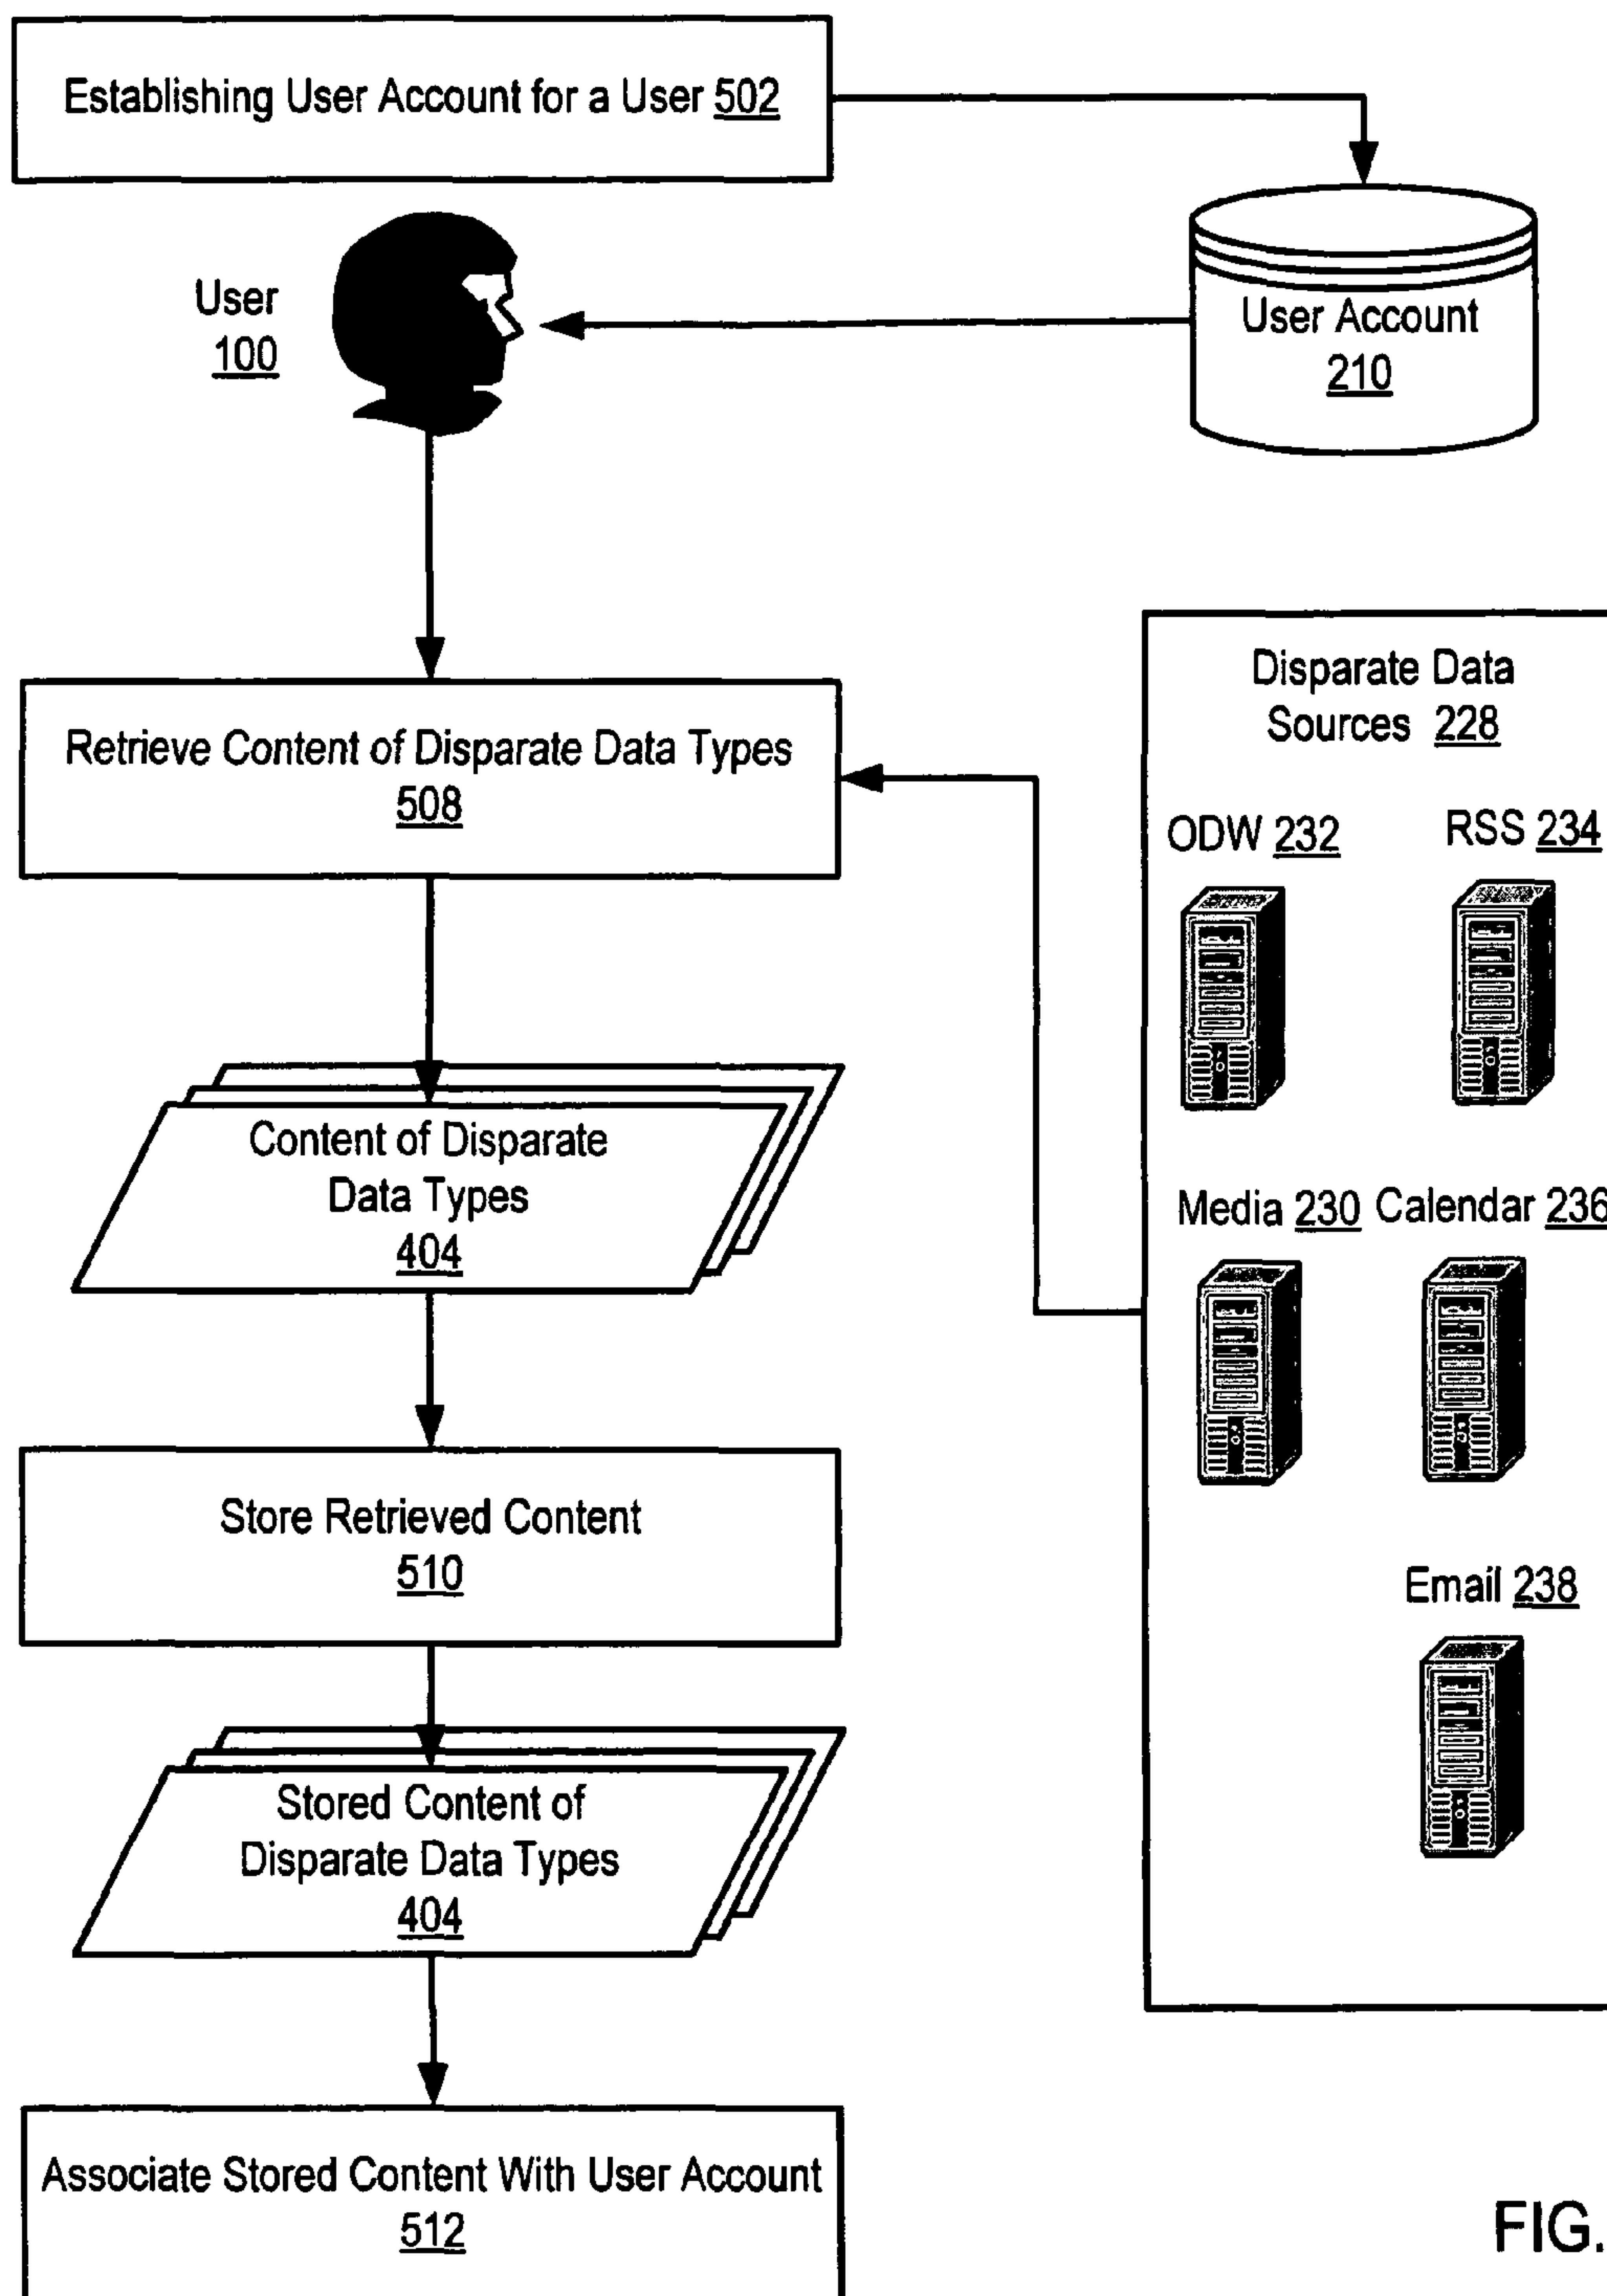 Establishing User Account for a User 502
User
100
User Account
210
Disparate Data
Sources 228
Retrieve Content of Disparate Data Types
508
ODW 232
RSS 234
Content of Disparate
Data Types
404
Media 230
Calendar 236
Store Retrieved Content
510
Email 238
Stored Content of
Disparate Data Types
404
Associate Stored Content With User Account
512
FIG.